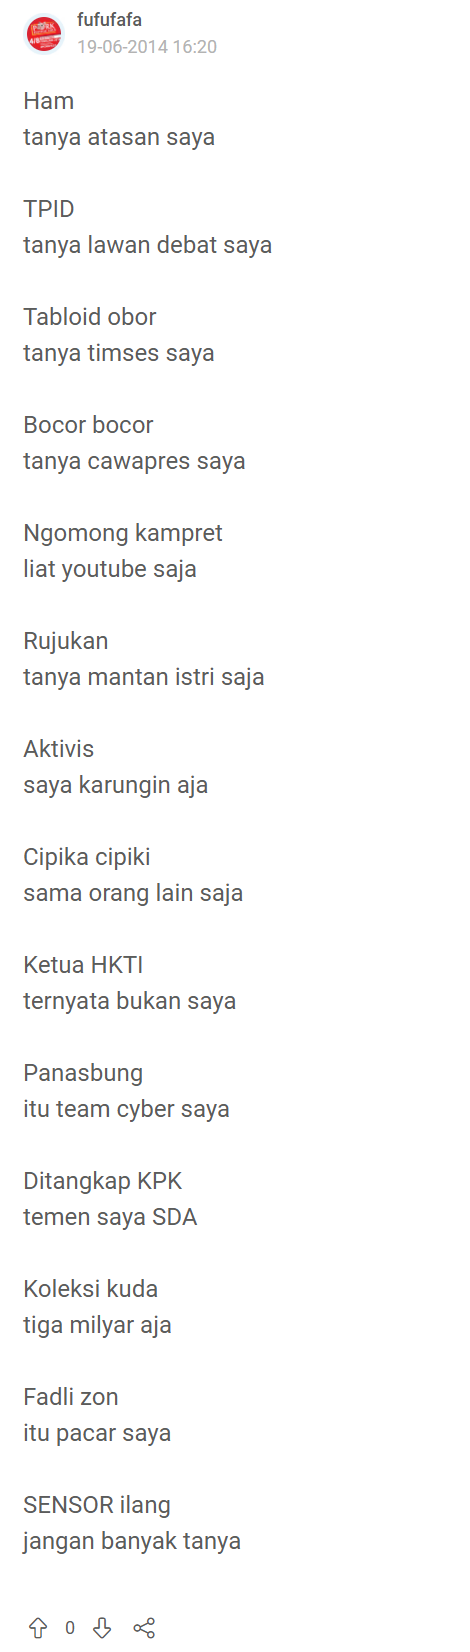 fufufafa
19-06-2014 16:20
Ham
tanya atasan saya
TPID
tanya lawan debat saya
Tabloid obor
tanya timses saya
Bocor bocor
tanya cawapres saya
Ngomong kampret
liat youtube saja
Rujukan
tanya mantan istri saja
Aktivis
saya karungin aja
Cipika cipiki
sama orang lain saja
Ketua HKTI
ternyata bukan saya
Panasbung
itu team cyber saya
Ditangkap KPK
temen saya SDA
Koleksi kuda
tiga milyar aja
Fadli zon
itu pacar saya
SENSOR ilang
jangan banyak tanya
0